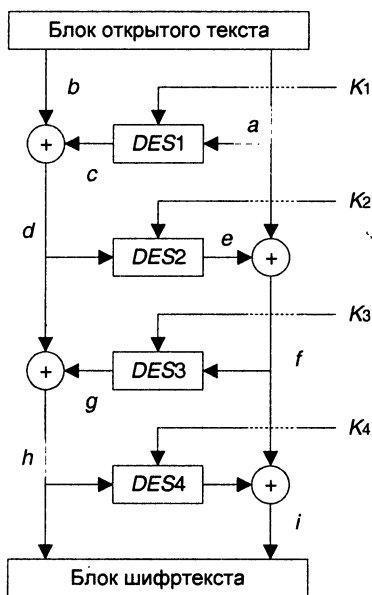 Блок открытого текста
b
K1
a
DES1
+
c
K2
d
DES2
e
+
K3
+
g
DES3
f
K4
h
DES4
+
i
Блок шифртекста